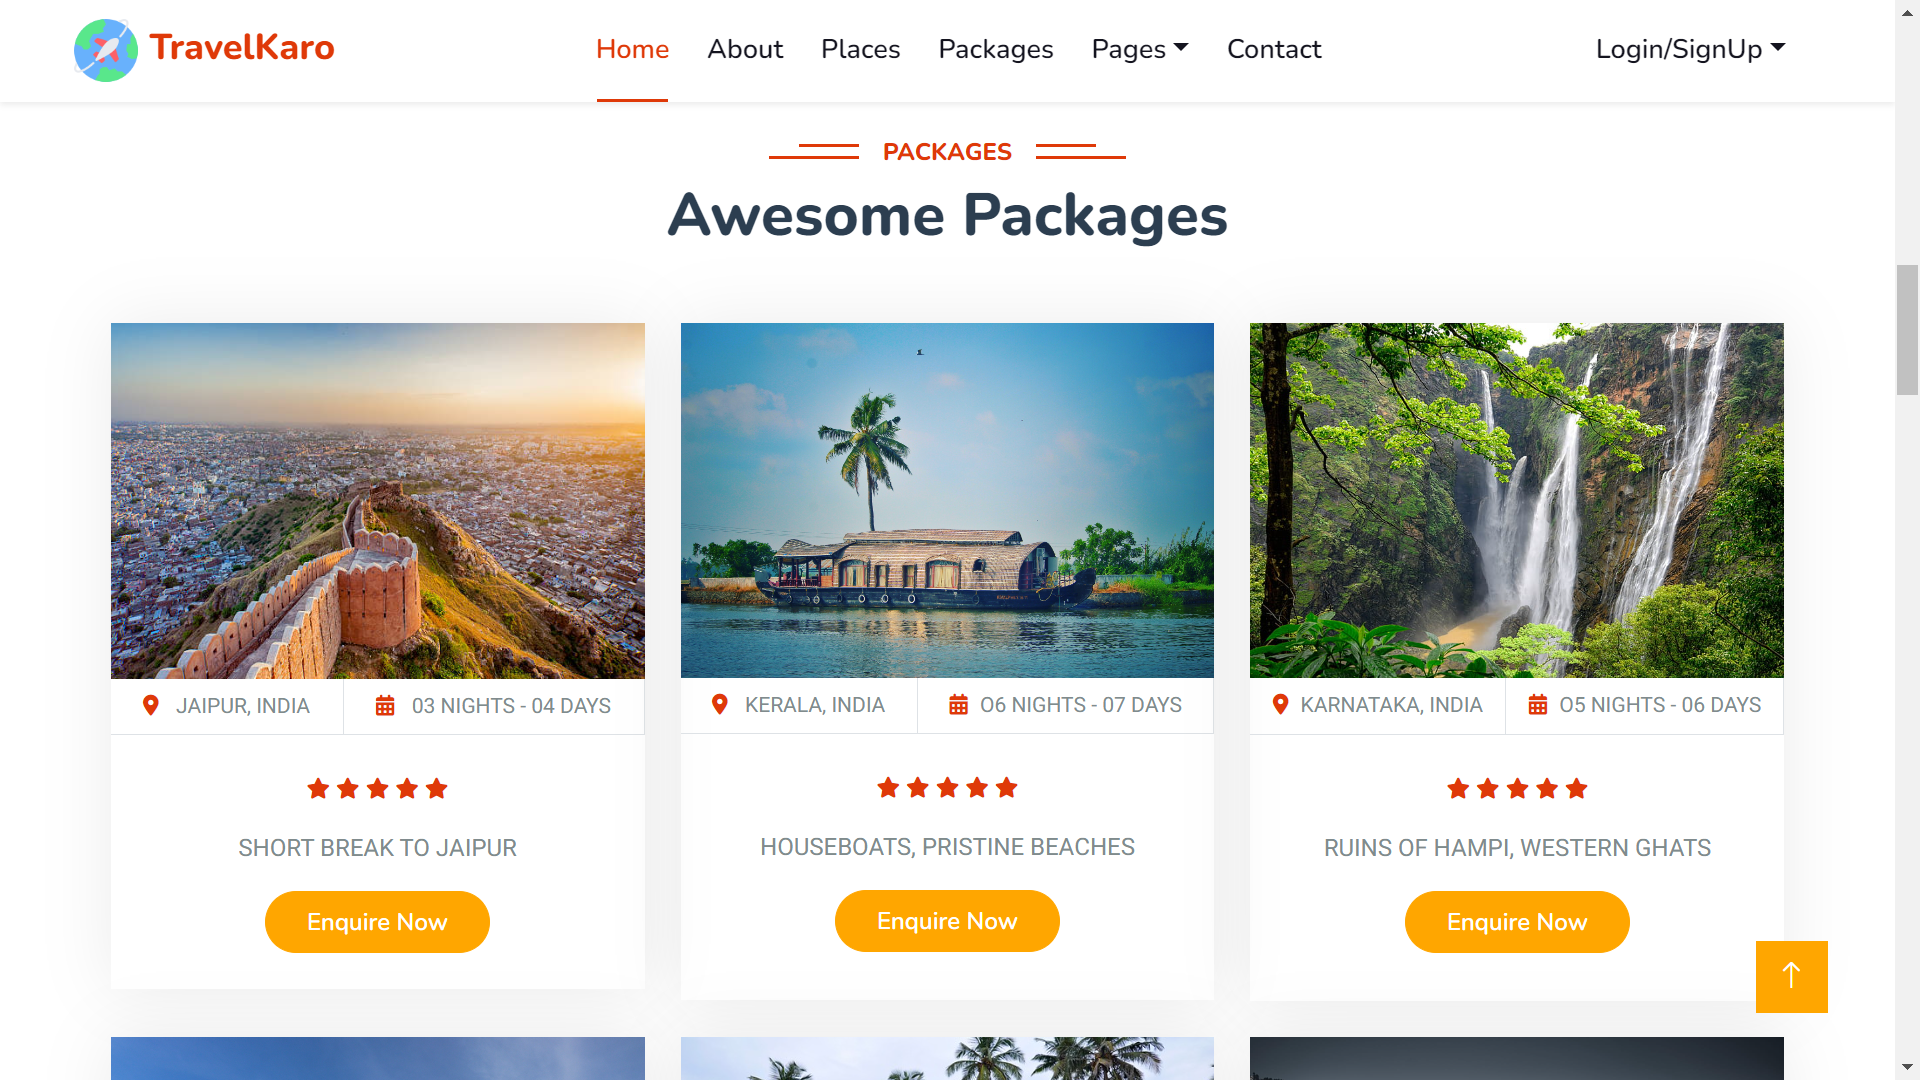 TravelKaro
Home About Places Packages Pages Contact Login/SignUp
PACKAGES
Awesome Packages
JAIPUR, INDIA 03 NIGHTS - 04 DAYS
KERALA, INDIA O6 NIGHTS - 07 DAYS
KARNATAKA, INDIA O5 NIGHTS - 06 DAYS
SHORT BREAK TO JAIPUR
HOUSEBOATS, PRISTINE BEACHES
RUINS OF HAMPI, WESTERN GHATS
Enquire Now
Enquire Now
Enquire Now